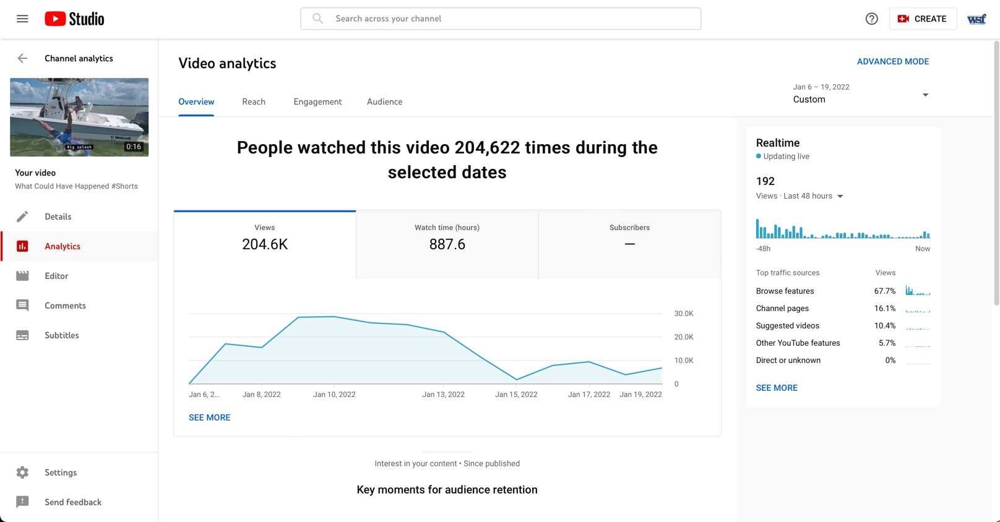 Studio
Search across your channel
CREATE
wsf
Channel analytics
Big splash
0:16
Your video
What Could Have Happened #Shorts
Details
Analytics
Editor
Comments
Subtitles
Settings
Send feedback
Video analytics
ADVANCED MODE
Jan 6 – 19, 2022
Custom
Overview
Reach
Engagement
Audience
People watched this video 204,622 times during the
selected dates
Views
204.6K
Watch time (hours)
887.6
Subscribers
—
30.0K
20.0K
10.0K
0
Jan 6, 2...
Jan 8, 2022
Jan 10, 2022
Jan 13, 2022
Jan 15, 2022
Jan 17, 2022
Jan 19, 2022
SEE MORE
Interest in your content • Since published
Key moments for audience retention
Realtime
Updating live
192
Views · Last 48 hours
-48h
Now
Top traffic sources
Views
Browse features
67.7%
Channel pages
16.1%
Suggested videos
10.4%
Other YouTube features
5.7%
Direct or unknown
0%
SEE MORE